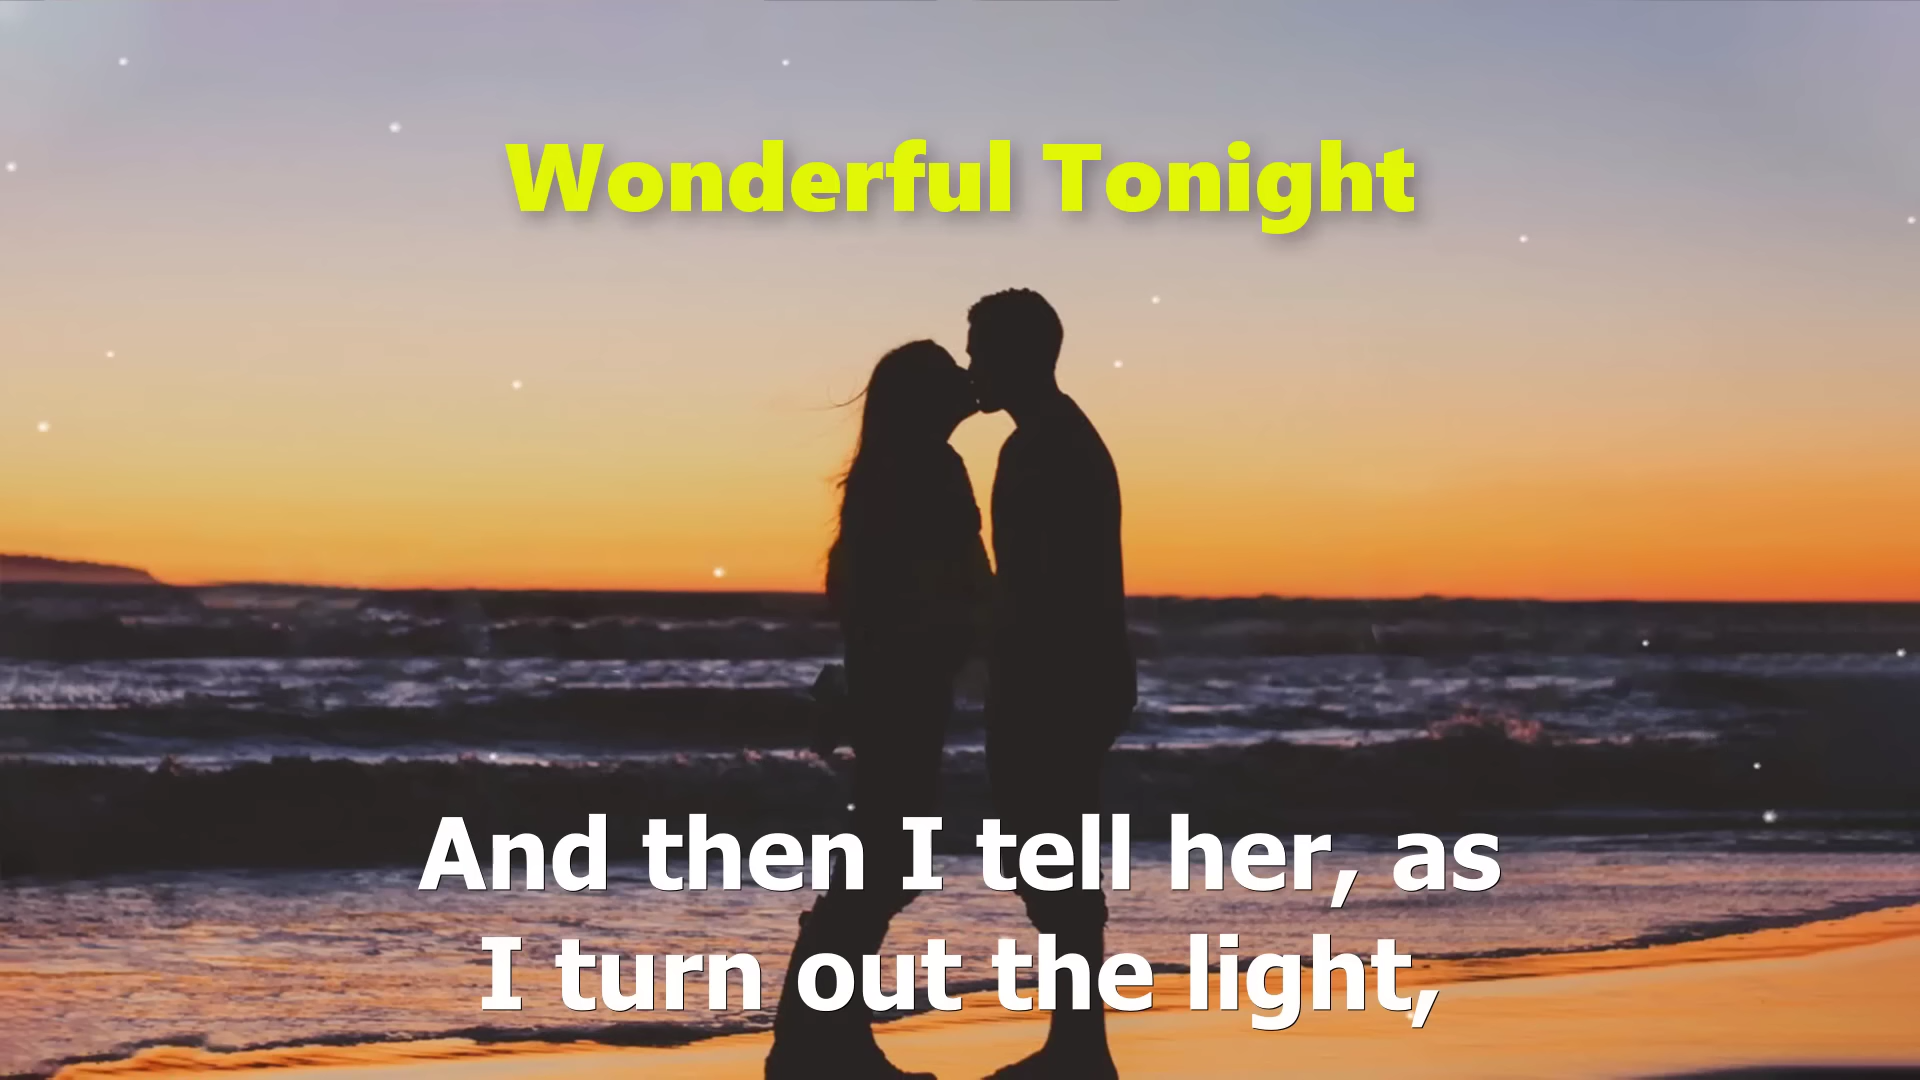 Wonderful Tonight
And then I tell her, as
I turn out the light,